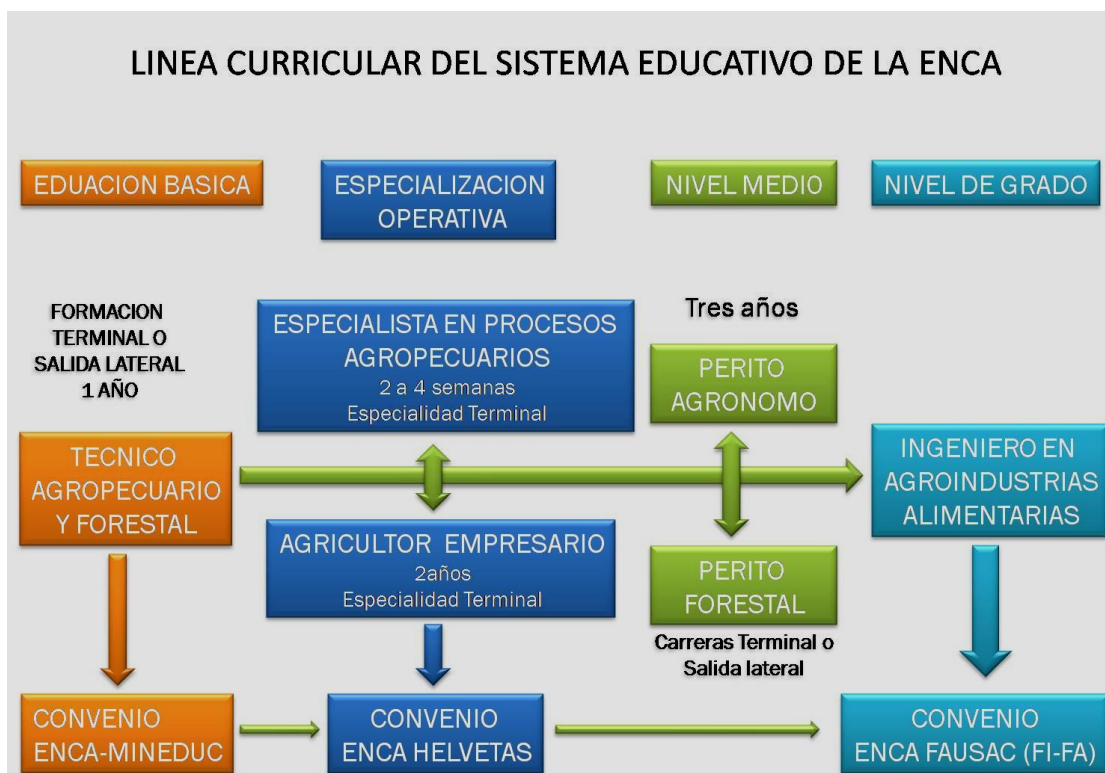 LINEA CURRICULAR DEL SISTEMA EDUCATIVO DE LA ENCA
EDUACION BASICA
ESPECIALIZACION
OPERATIVA
NIVEL MEDIO
NIVEL DE GRADO
FORMACION
TERMINAL O
SALIDA LATERAL
1 AÑO
ESPECIALISTA EN PROCESOS
AGROPECUARIOS
2 a 4 semanas
Especialidad Terminal
Tres años
PERITO
AGRONOMO
TECNICO
AGROPECUARIO
Y FORESTAL
INGENIERO EN
AGROINDUSTRIAS
ALIMENTARIAS
AGRICULTOR EMPRESARIO
2años
Especialidad Terminal
PERITO
FORESTAL
Carreras Terminal o
Salida lateral
CONVENIO
ENCA-MINEDUC
CONVENIO
ENCA HELVETAS
CONVENIO
ENCA FAUSAC (FI-FA)